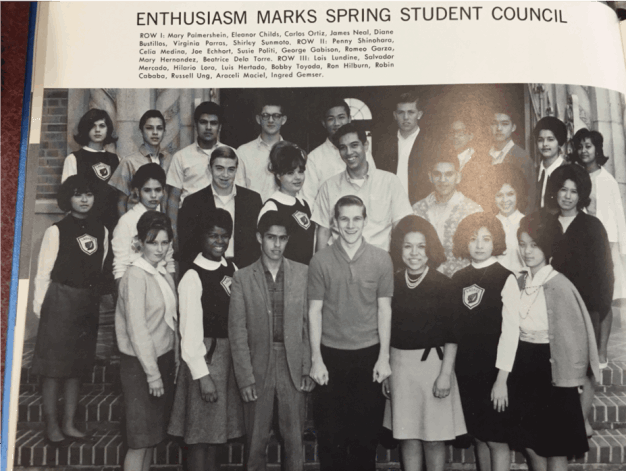 ENTHUSIASM MARKS SPRING STUDENT COUNCIL
ROW I: Mary Palmershein, Eleanor Childs, Carlos Ortiz, James Neal, Diane
Bustillos, Virginia Parras, Shirley Sunmoto. ROW II: Penny Shinohara,
Celia Medina, Joe Echhart, Susie Politi, George Gabison, Romeo Garza,
Mary Hernandez, Beatrice Dela Torre. ROW III: Lois Lundine, Salvador
Mercado, Hilario Lara, Luis Hertado, Bobby Toyoda, Ron Hilburn, Robin
Cababa, Russell Ung, Araceli Maciel, Ingred Gemser.